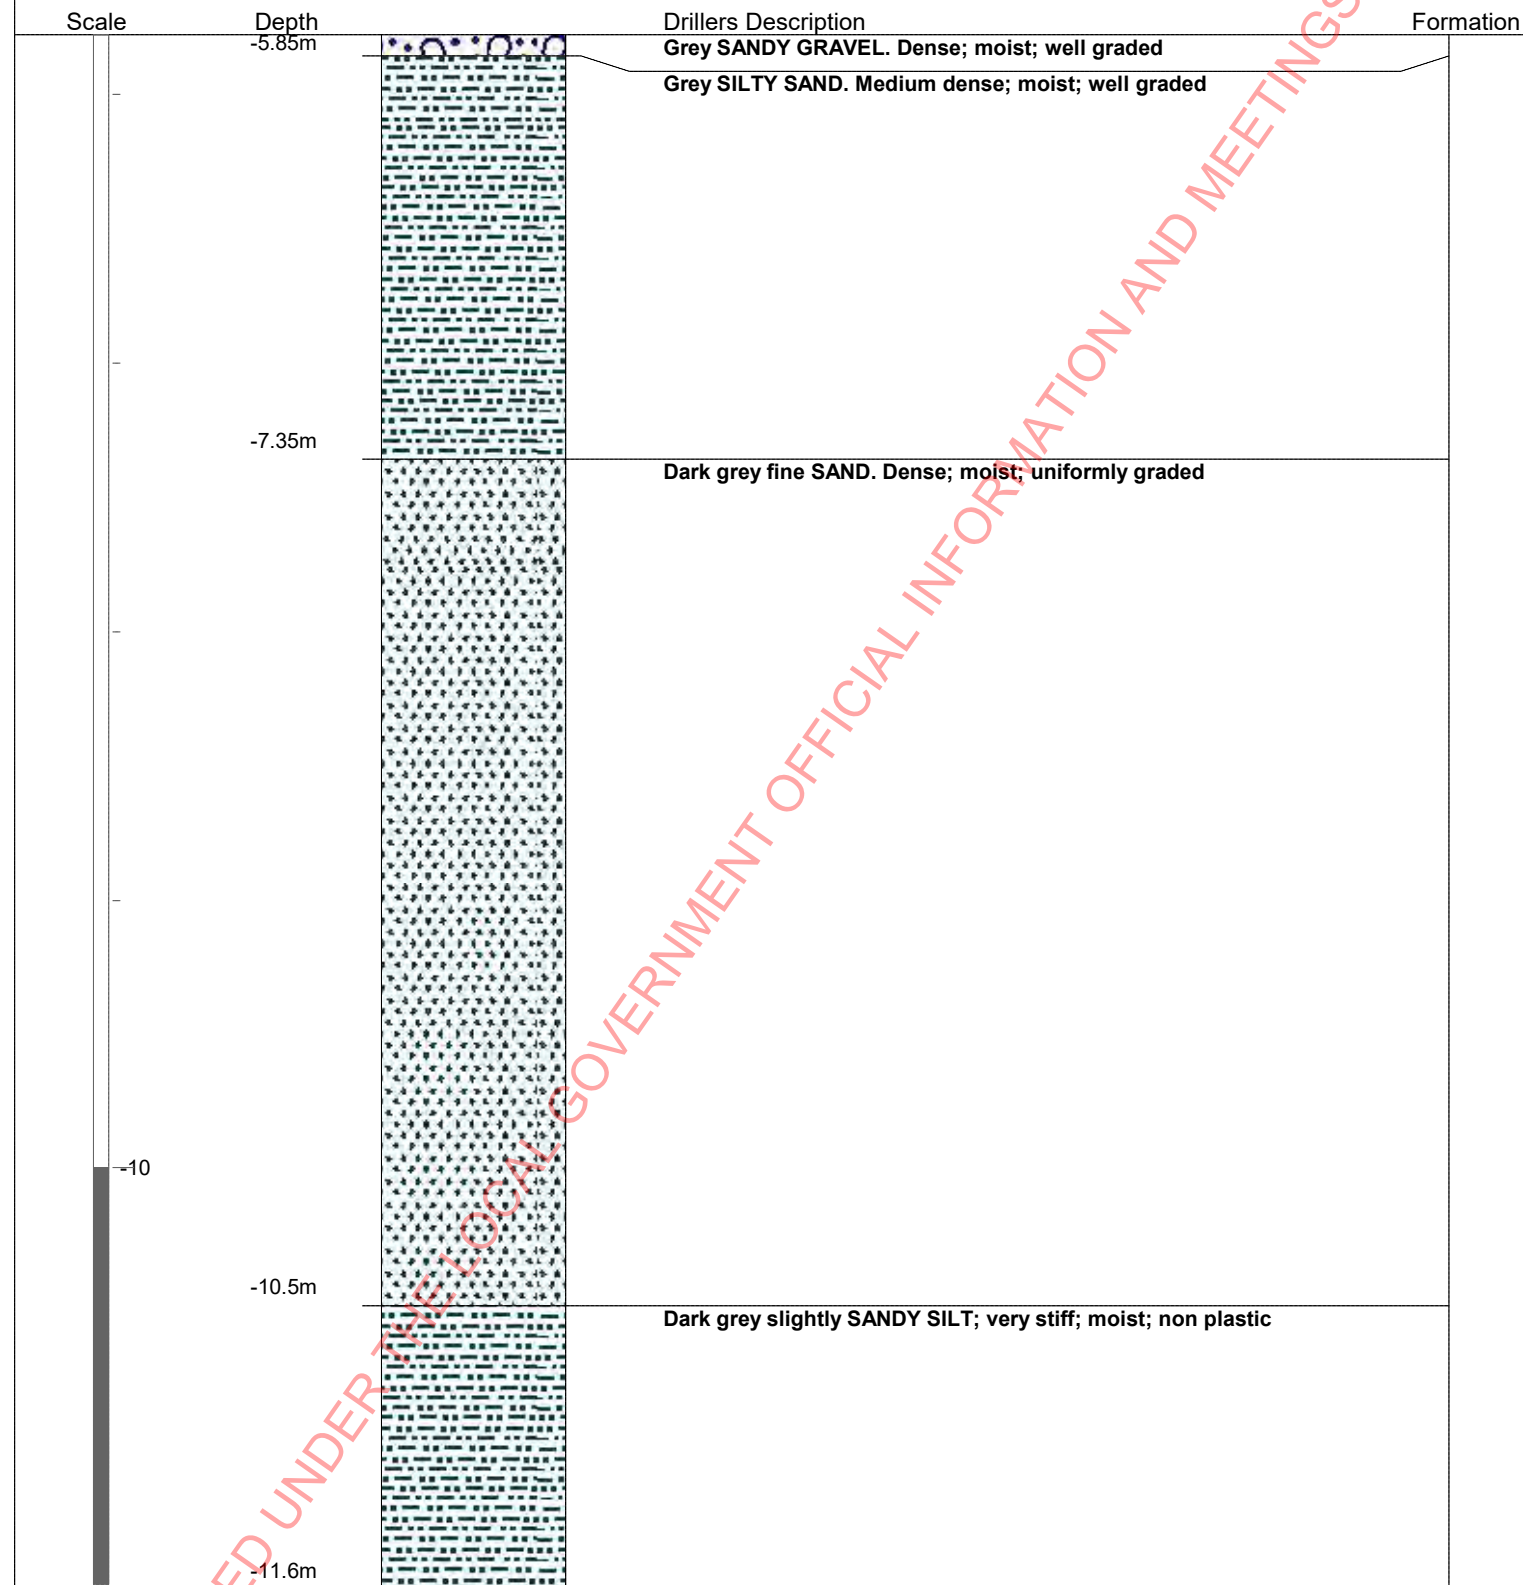 Scale Depth Drillers Description Formation
-5.85m
Grey SANDY GRAVEL. Dense; moist; well graded
Grey SILTY SAND. Medium dense; moist; well graded
-7.35m
Dark grey fine SAND. Dense; moist; uniformly graded
-10
-10.5m
Dark grey slightly SANDY SILT; very stiff; moist; non plastic
-11.6m
ED UNDER THE LOCAL GOVERNMENT OFFICIAL INFORMATION AND MEETINGS